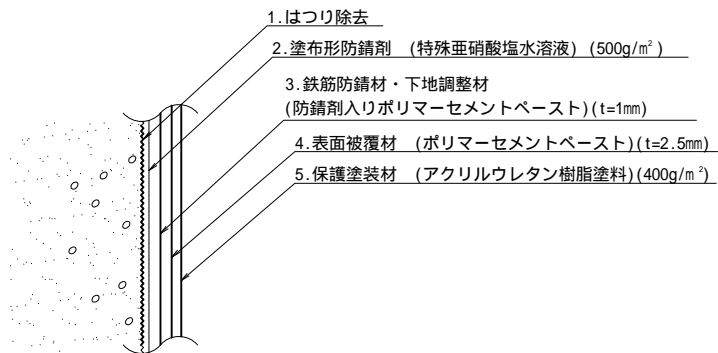 1.はつり除去
2.塗布形防錆剤 (特殊亜硝酸塩水溶液) (500g/㎡)
3.鉄筋防錆材・下地調整材
(防錆剤入りポリマーセメントペースト)(t=1mm)
4.表面被覆材 (ポリマーセメントペースト)(t=2.5mm)
5.保護塗装材 (アクリルウレタン樹脂塗料)(400g/㎡)